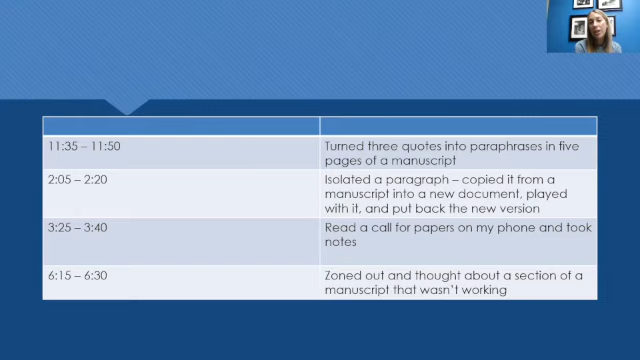 11:35 – 11:50
Turned three quotes into paraphrases in five
pages of a manuscript
2:05 – 2:20
Isolated a paragraph – copied it from a
manuscript into a new document, played
with it, and put back the new version
3:25 – 3:40
Read a call for papers on my phone and took
notes
6:15 – 6:30
Zoned out and thought about a section of a
manuscript that wasn't working